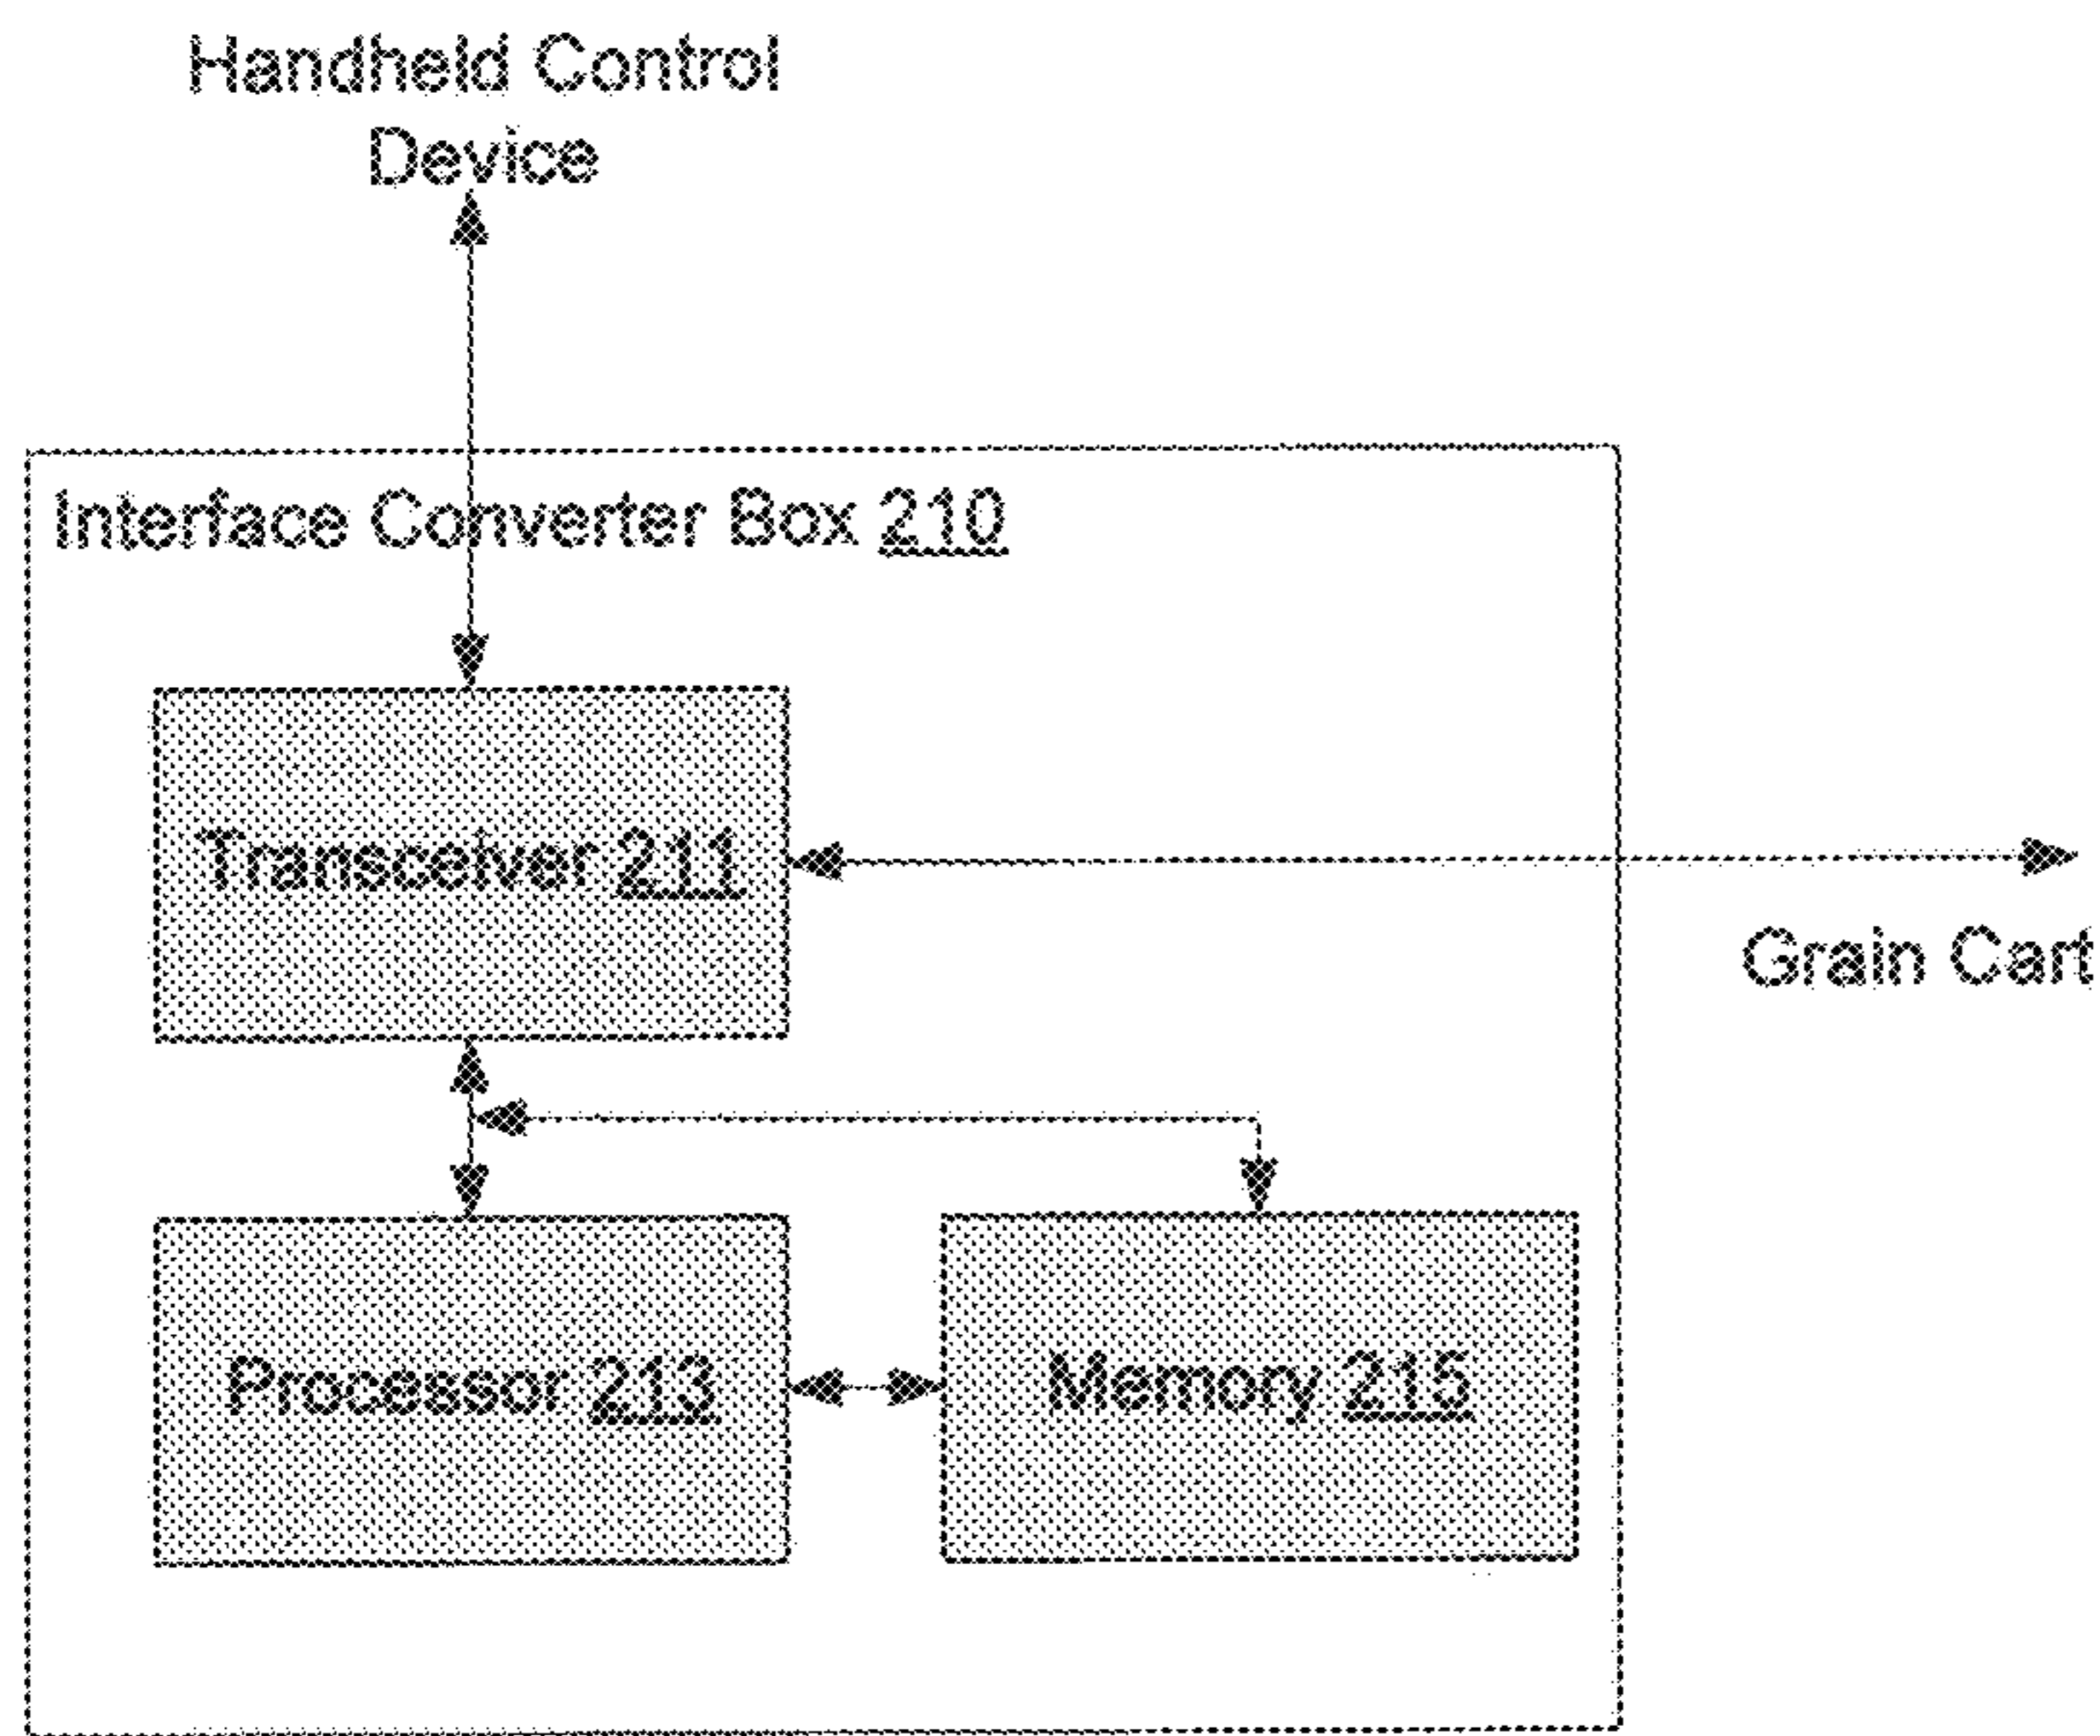 Handheld Control
Device
Interface Converter Box 210
Transceiver 211
Grain Cart
Processor 213
Memory 215